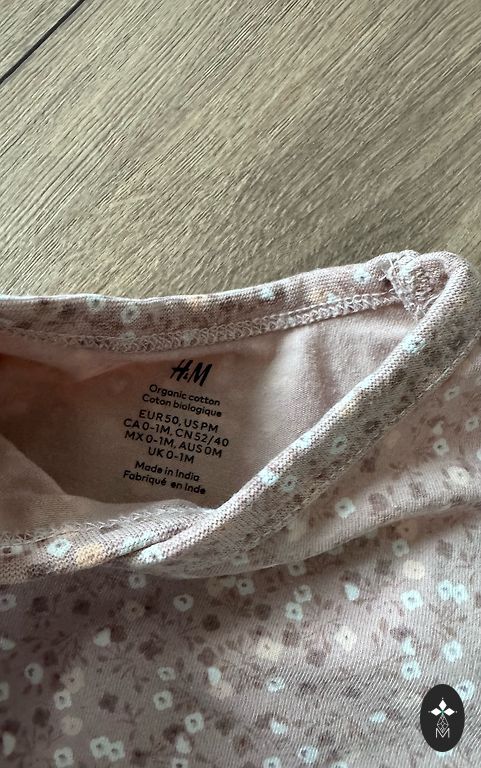 H&M
Organic cotton
Coton biologique
EUR 50, US PM
CA 0-1M, CN 52/40
MX 0-1M, AUS 0M
UK 0-1M
Made in India
Fabriqué en Inde
M